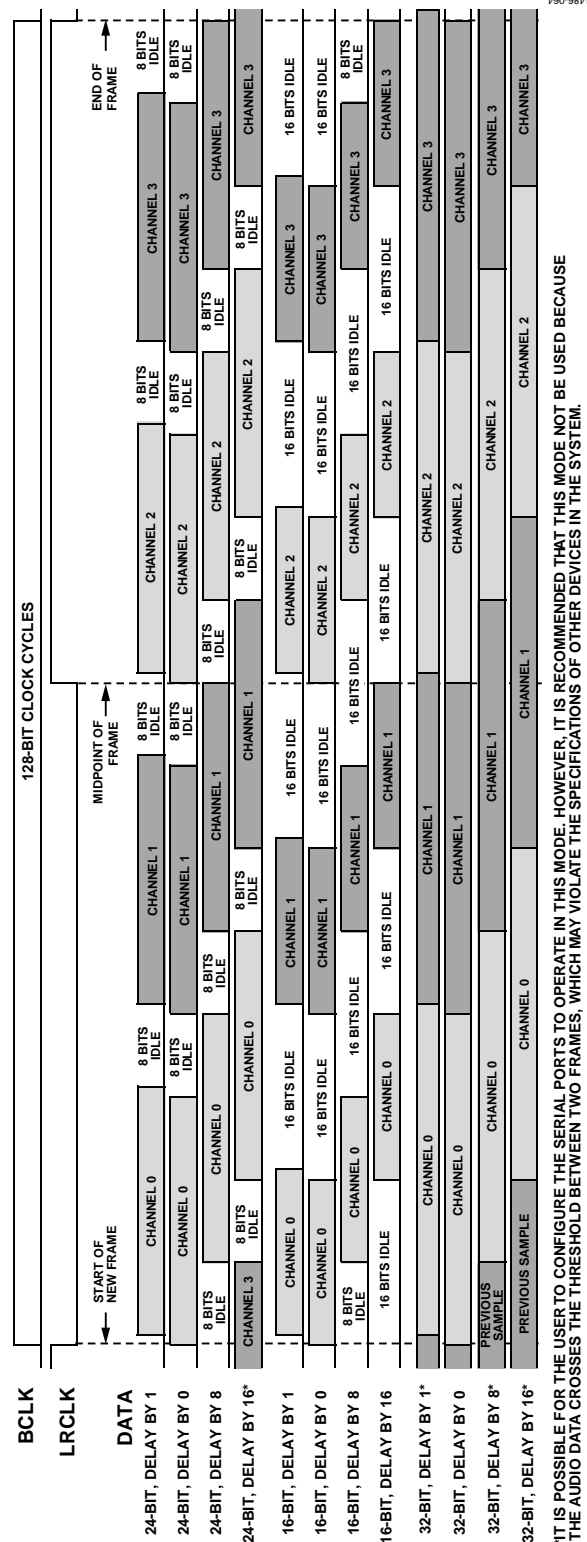 BCLK 128-BIT CLOCK CYCLES
LRCLK
START OF NEW FRAME MIDPOINT OF FRAME END OF FRAME
DATA
24-BIT, DELAY BY 1 CHANNEL 0 8 BITS IDLE CHANNEL 1 8 BITS IDLE CHANNEL 2 8 BITS IDLE CHANNEL 3 8 BITS IDLE
24-BIT, DELAY BY 0 CHANNEL 0 8 BITS IDLE CHANNEL 1 8 BITS IDLE CHANNEL 2 8 BITS IDLE CHANNEL 3 8 BITS IDLE
24-BIT, DELAY BY 8 8 BITS IDLE CHANNEL 0 8 BITS IDLE CHANNEL 1 8 BITS IDLE CHANNEL 2 8 BITS IDLE CHANNEL 3
24-BIT, DELAY BY 16* CHANNEL 3 8 BITS IDLE CHANNEL 0 8 BITS IDLE CHANNEL 1 8 BITS IDLE CHANNEL 2 8 BITS IDLE CHANNEL 3
16-BIT, DELAY BY 1 CHANNEL 0 16 BITS IDLE CHANNEL 1 16 BITS IDLE CHANNEL 2 16 BITS IDLE CHANNEL 3 16 BITS IDLE
16-BIT, DELAY BY 0 CHANNEL 0 16 BITS IDLE CHANNEL 1 16 BITS IDLE CHANNEL 2 16 BITS IDLE CHANNEL 3 16 BITS IDLE
16-BIT, DELAY BY 8 8 BITS IDLE CHANNEL 0 16 BITS IDLE CHANNEL 1 16 BITS IDLE CHANNEL 2 16 BITS IDLE CHANNEL 3 8 BITS IDLE
16-BIT, DELAY BY 16 16 BITS IDLE CHANNEL 0 16 BITS IDLE CHANNEL 1 16 BITS IDLE CHANNEL 2 16 BITS IDLE CHANNEL 3
32-BIT, DELAY BY 1* CHANNEL 0 CHANNEL 1 CHANNEL 2 CHANNEL 3
32-BIT, DELAY BY 0 CHANNEL 0 CHANNEL 1 CHANNEL 2 CHANNEL 3
32-BIT, DELAY BY 8* PREVIOUS SAMPLE CHANNEL 0 CHANNEL 1 CHANNEL 2 CHANNEL 3
32-BIT, DELAY BY 16* PREVIOUS SAMPLE CHANNEL 0 CHANNEL 1 CHANNEL 2 CHANNEL 3
*IT IS POSSIBLE FOR THE USER TO CONFIGURE THE SERIAL PORTS TO OPERATE IN THIS MODE. HOWEVER, IT IS RECOMMENDED THAT THIS MODE NOT BE USED BECAUSE
THE AUDIO DATA CROSSES THE THRESHOLD BETWEEN TWO FRAMES, WHICH MAY VIOLATE THE SPECIFICATIONS OF OTHER DEVICES IN THE SYSTEM.